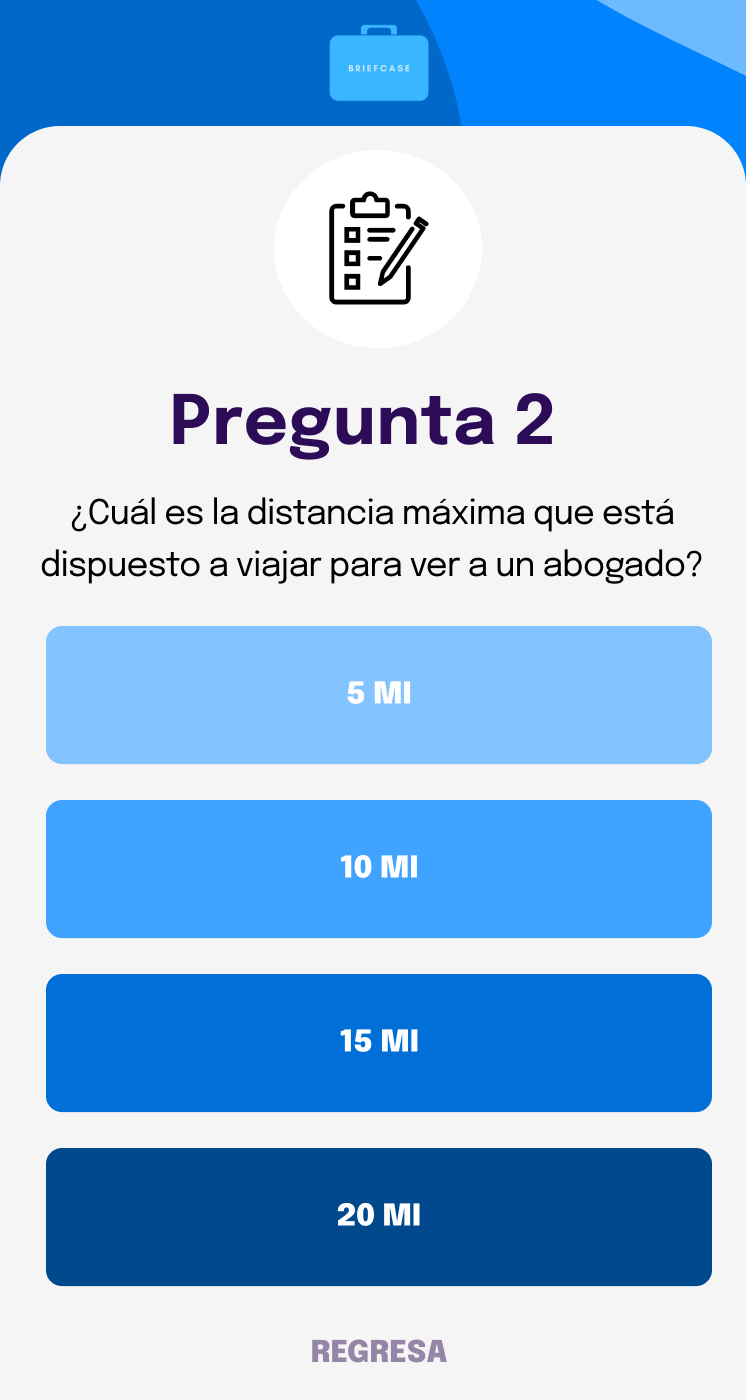 BRIEFCASE
Pregunta 2
¿Cuál es la distancia máxima que está
dispuesto a viajar para ver a un abogado?
5 MI
10 MI
15 MI
20 MI
REGRESA